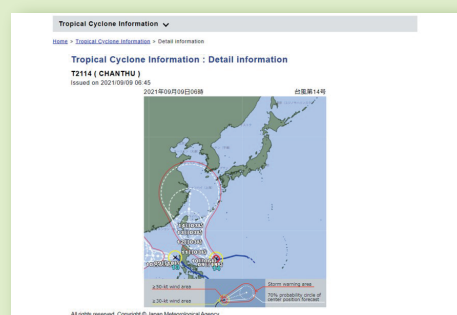 Tropical Cyclone Information
Home > Tropical Cyclone Information > Detail information
Tropical Cyclone Information : Detail information
T2114 ( CHANTHU )
Issued on 2021/09/09 06:45
2021年09月09日06時 台風第14号
≥50-kt wind area
≥30-kt wind area
Storm warning area
70% probability circle of
center position forecast
All rights reserved. Copyright © Japan Meteorological Agency